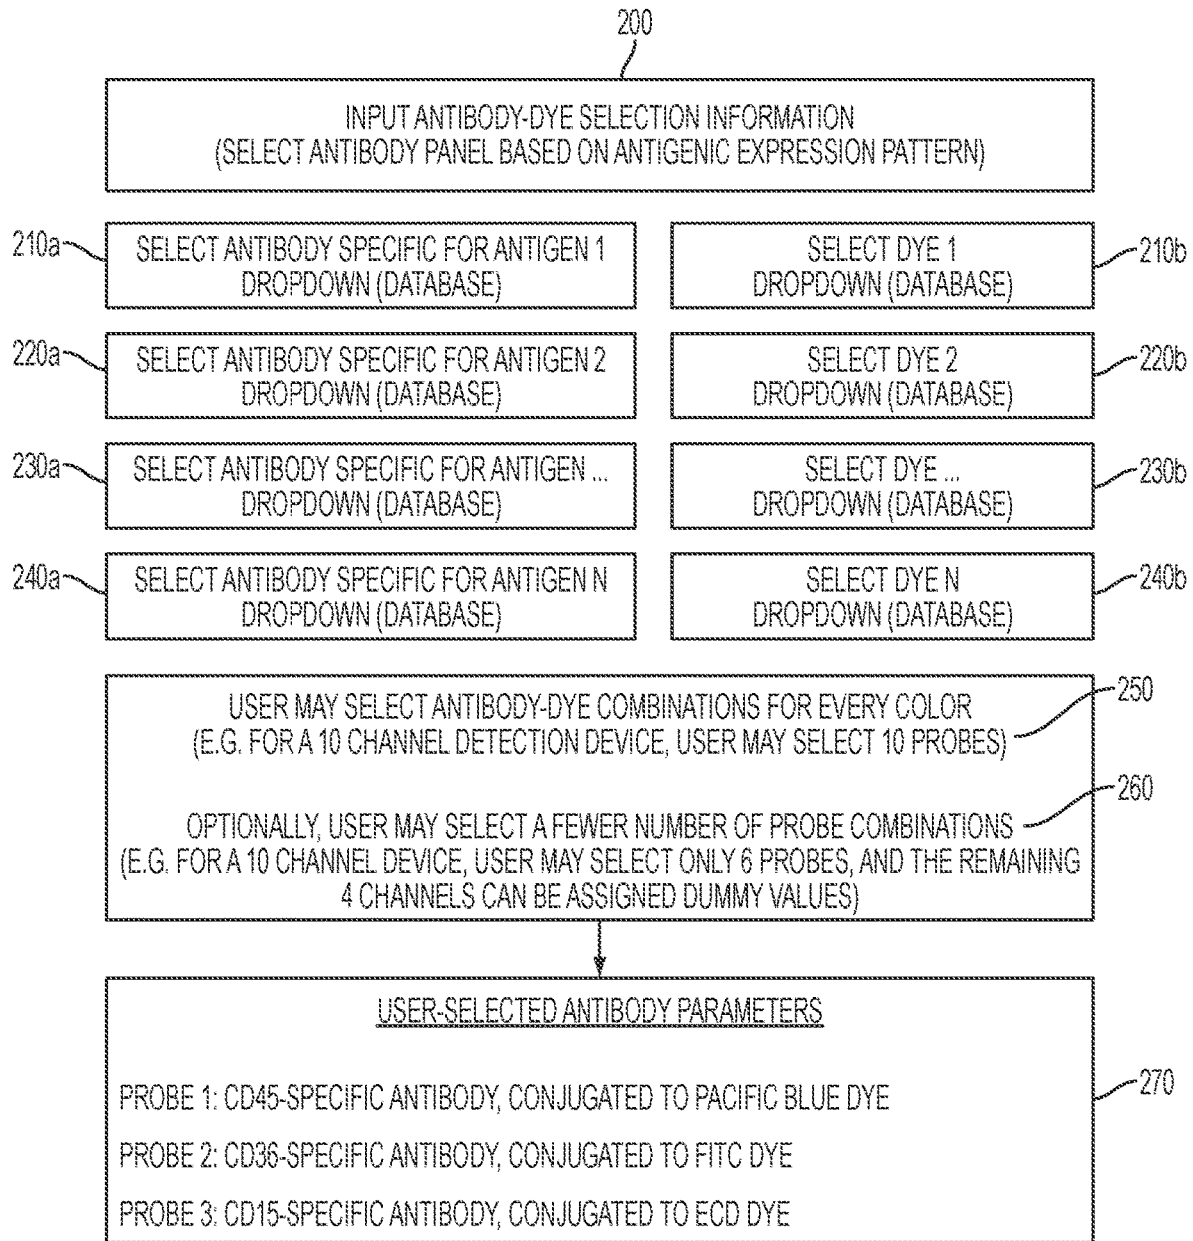 200
INPUT ANTIBODY-DYE SELECTION INFORMATION
(SELECT ANTIBODY PANEL BASED ON ANTIGENIC EXPRESSION PATTERN)
210a
SELECT ANTIBODY SPECIFIC FOR ANTIGEN 1
DROPDOWN (DATABASE)
SELECT DYE 1
DROPDOWN (DATABASE)
210b
220a
SELECT ANTIBODY SPECIFIC FOR ANTIGEN 2
DROPDOWN (DATABASE)
SELECT DYE 2
DROPDOWN (DATABASE)
220b
230a
SELECT ANTIBODY SPECIFIC FOR ANTIGEN ...
DROPDOWN (DATABASE)
SELECT DYE ...
DROPDOWN (DATABASE)
230b
240a
SELECT ANTIBODY SPECIFIC FOR ANTIGEN N
DROPDOWN (DATABASE)
SELECT DYE N
DROPDOWN (DATABASE)
240b
USER MAY SELECT ANTIBODY-DYE COMBINATIONS FOR EVERY COLOR
(E.G. FOR A 10 CHANNEL DETECTION DEVICE, USER MAY SELECT 10 PROBES)
250
OPTIONALLY, USER MAY SELECT A FEWER NUMBER OF PROBE COMBINATIONS
(E.G. FOR A 10 CHANNEL DEVICE, USER MAY SELECT ONLY 6 PROBES, AND THE REMAINING
4 CHANNELS CAN BE ASSIGNED DUMMY VALUES)
260
USER-SELECTED ANTIBODY PARAMETERS
PROBE 1: CD45-SPECIFIC ANTIBODY, CONJUGATED TO PACIFIC BLUE DYE
PROBE 2: CD36-SPECIFIC ANTIBODY, CONJUGATED TO FITC DYE
PROBE 3: CD15-SPECIFIC ANTIBODY, CONJUGATED TO ECD DYE
270